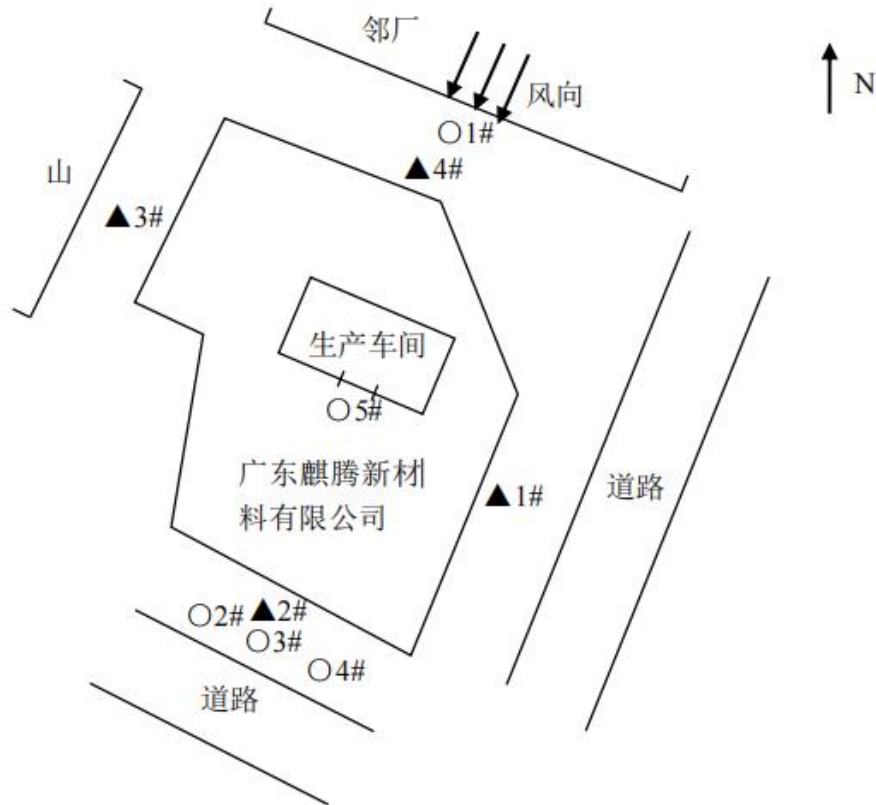 邻厂
N
风向
○1#
▲4#
山
▲3#
生产车间
○5#
广东麒腾新材
料有限公司
▲1#
道路
○2#
▲2#
○3#
○4#
道路